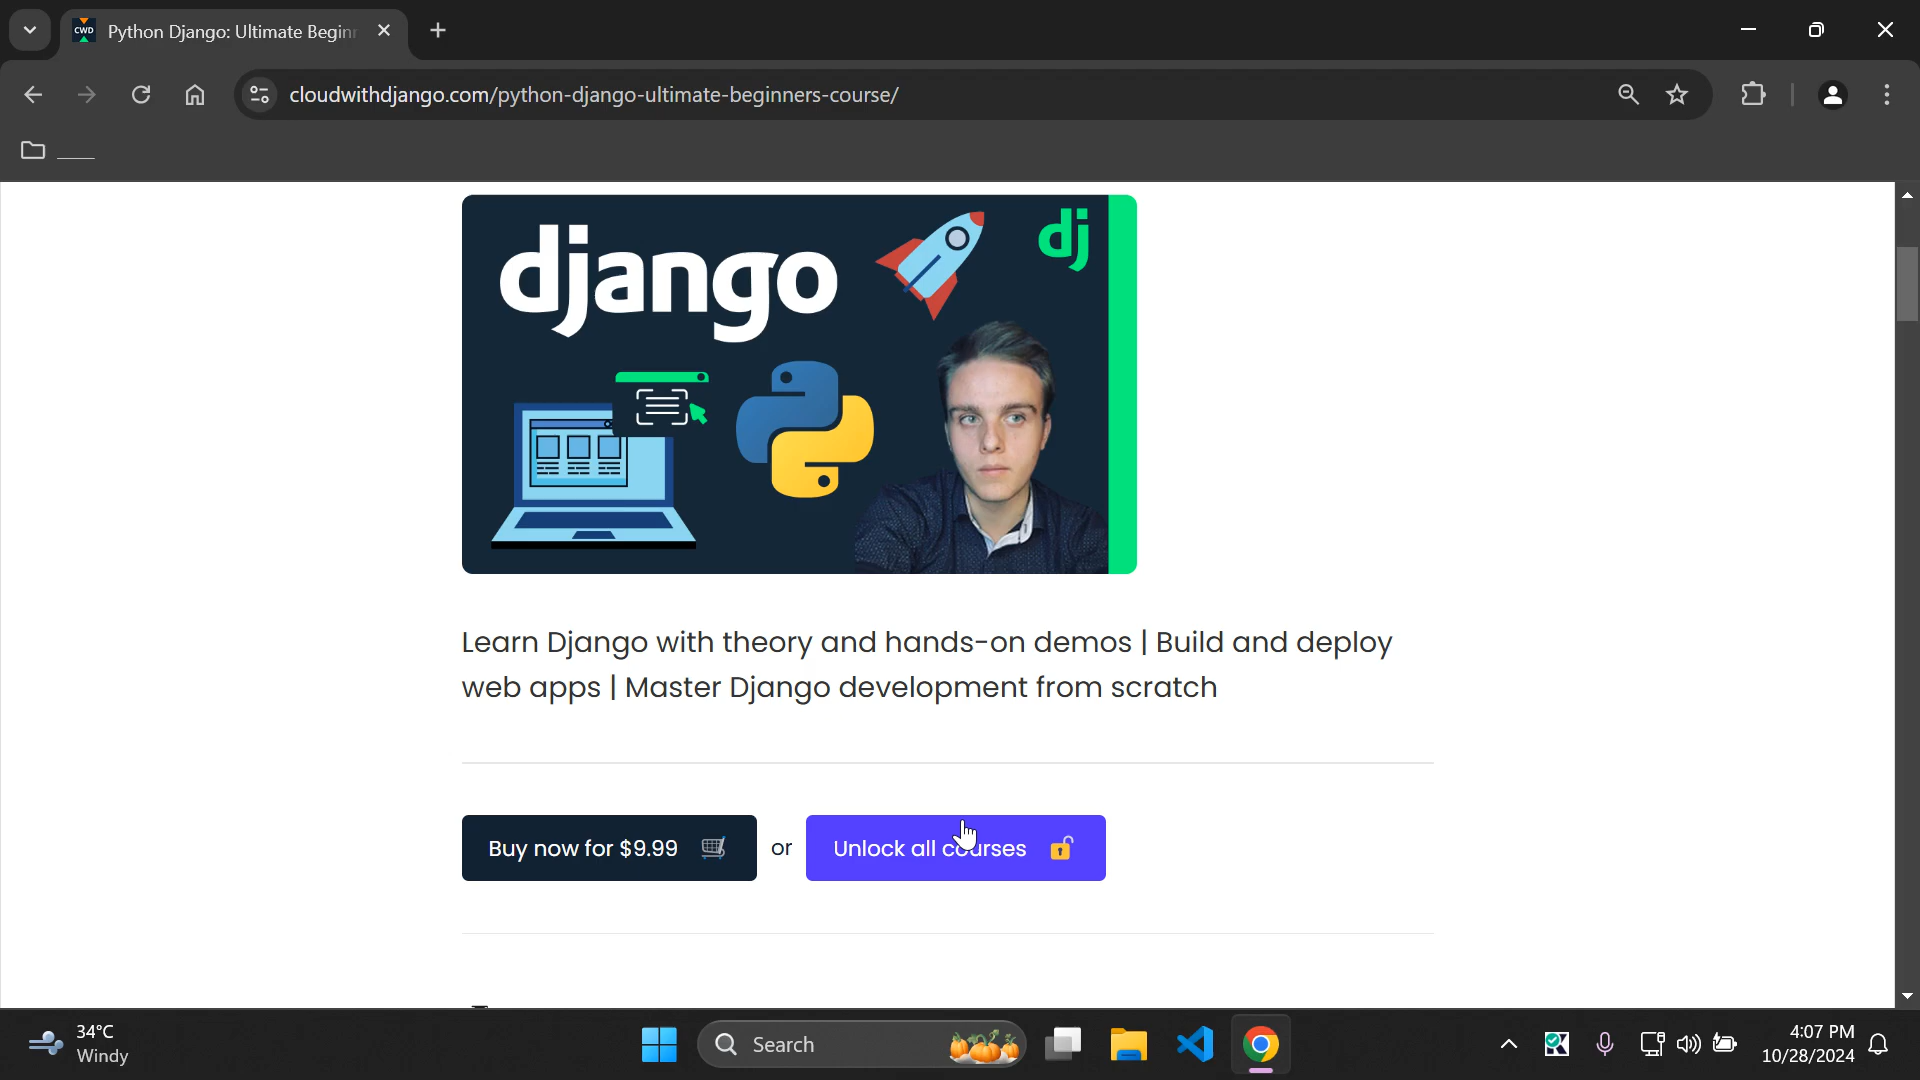 CWD
Python Django: Ultimate Begin
cloudwithdjango.com/python-django-ultimate-beginners-course/
django
dj
Learn Django with theory and hands-on demos | Build and deploy
web apps | Master Django development from scratch
Buy now for $9.99
or
Unlock all courses
34°C
Windy
Search
4:07 PM
10/28/2024